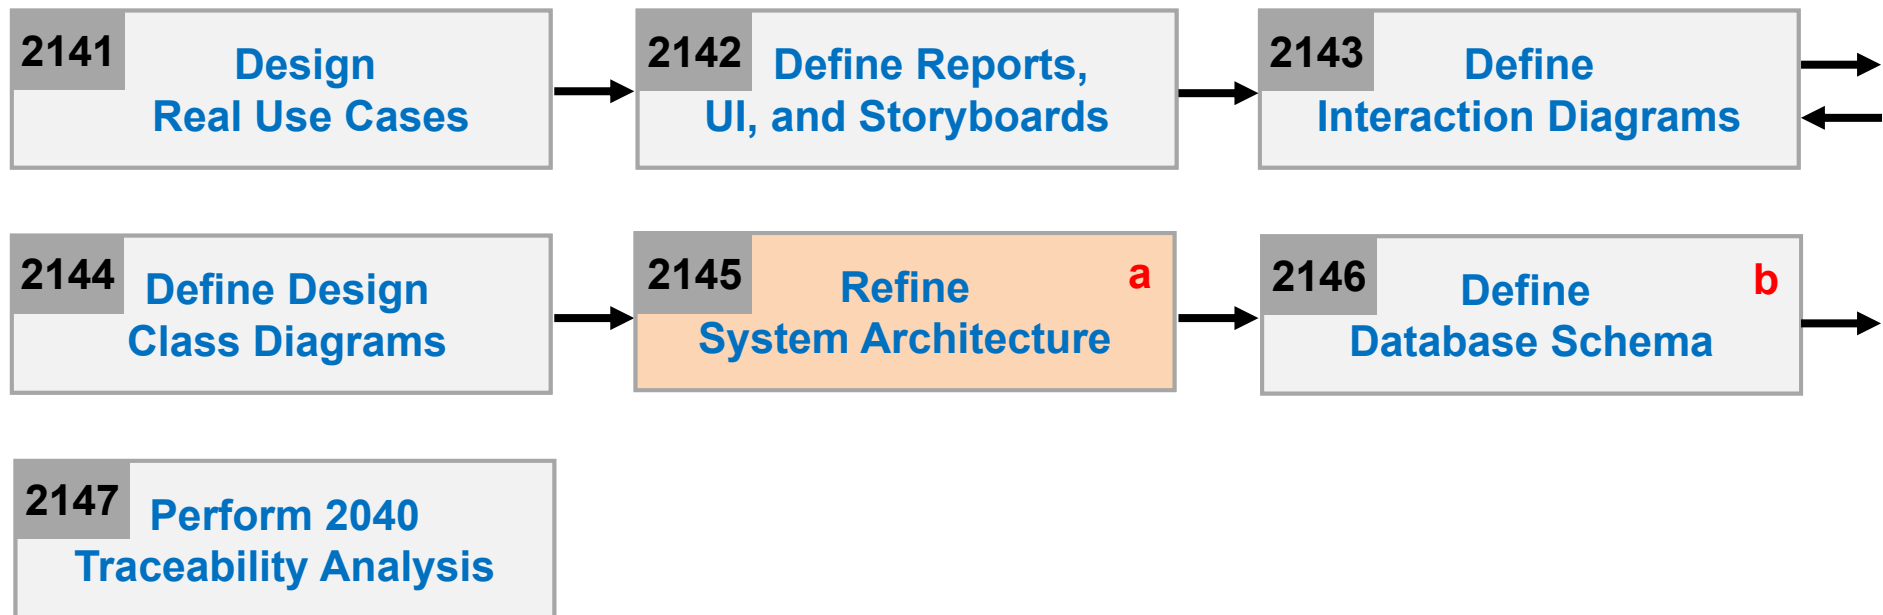 2141
Design
Real Use Cases
2142
Define Reports,
UI, and Storyboards
2143
Define
Interaction Diagrams
2144
Define Design
Class Diagrams
2145
a
Refine
System Architecture
2146
b
Define
Database Schema
2147
Perform 2040
Traceability Analysis